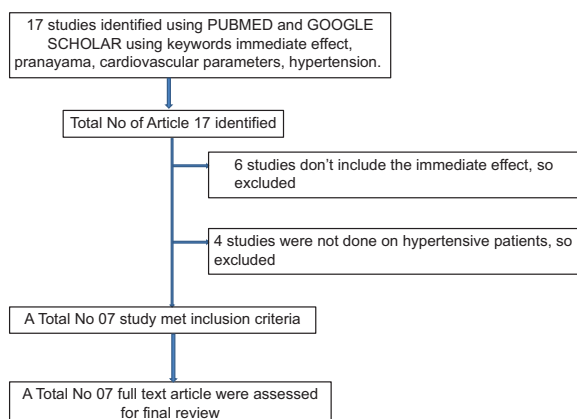 17 studies identified using PUBMED and GOOGLE
SCHOLAR using keywords immediate effect,
pranayama, cardiovascular parameters, hypertension.
Total No of Article 17 identified
6 studies don't include the immediate effect, so
excluded
4 studies were not done on hypertensive patients, so
excluded
A Total No 07 study met inclusion criteria
A Total No 07 full text article were assessed
for final review